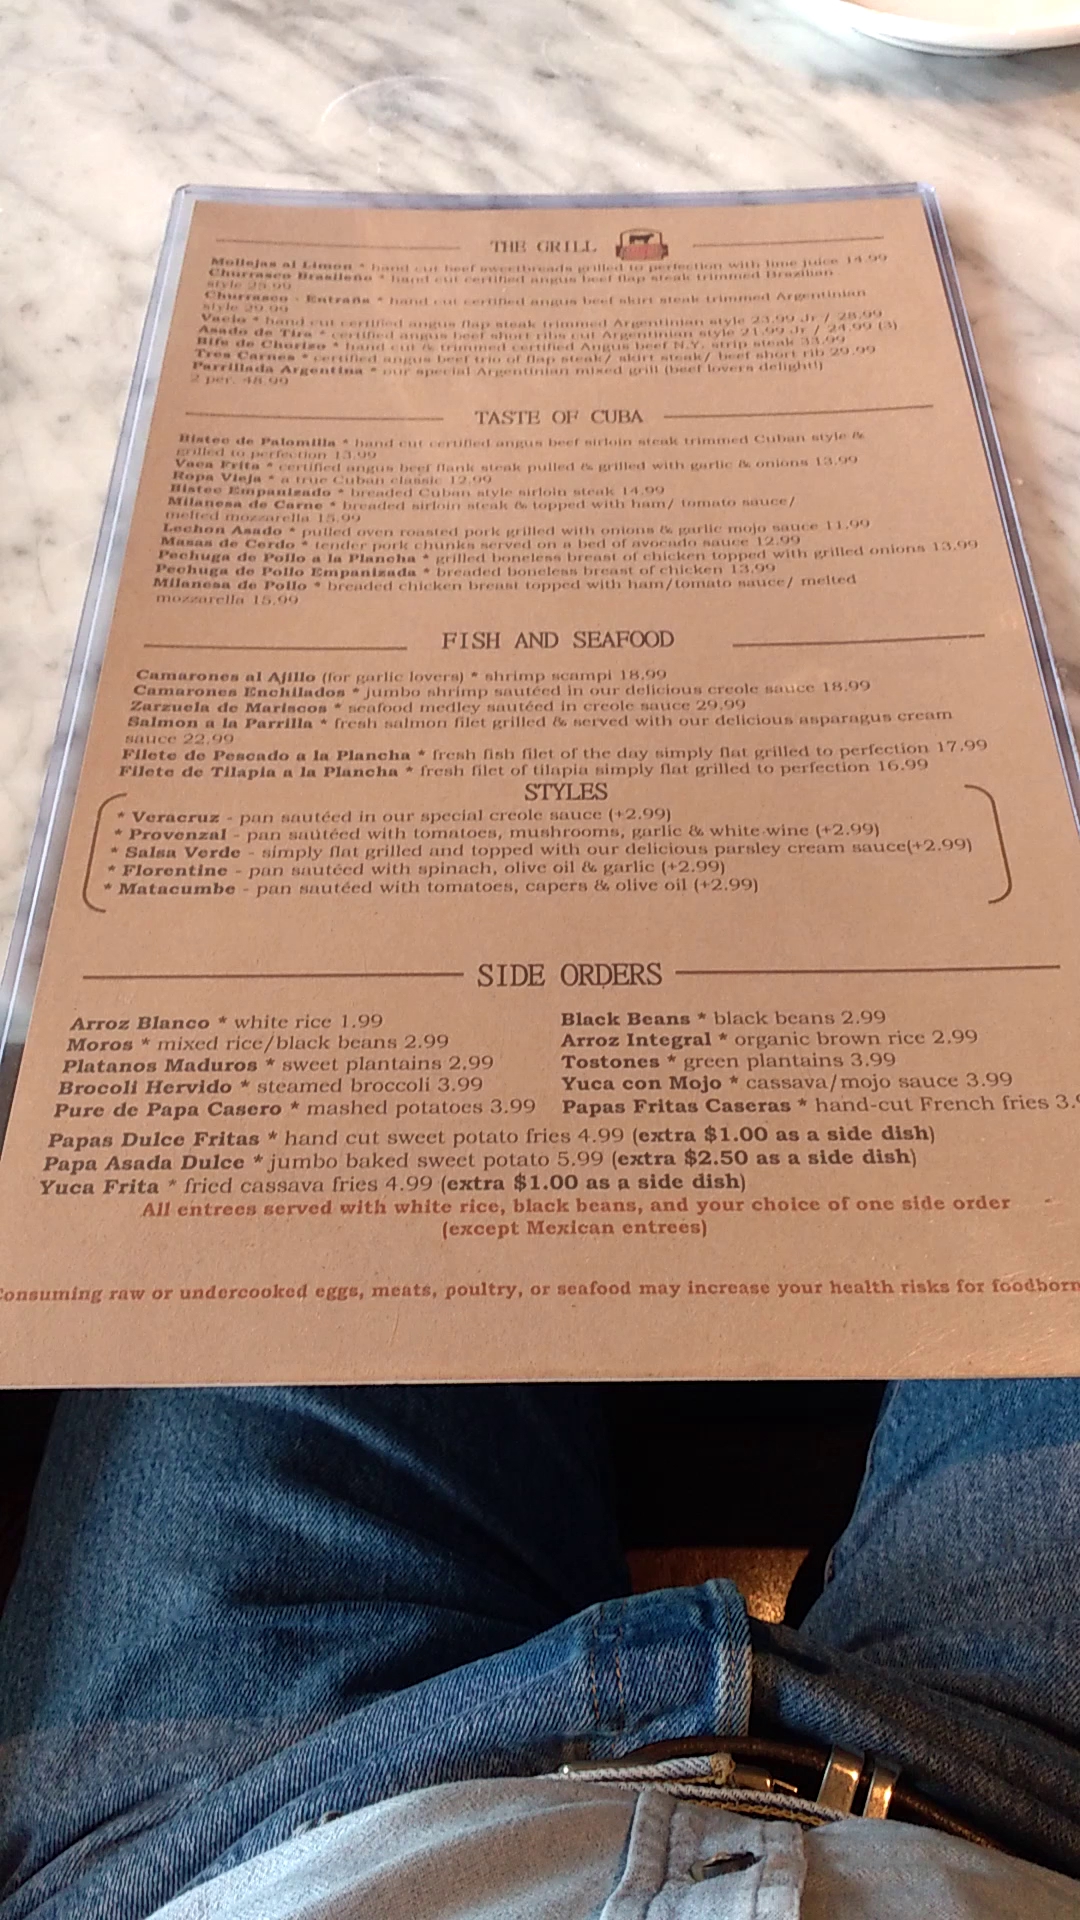 THE GRILL
Mollejas al Limon * hand cut beef sweetbreads grilled to perfection with lime juice 14.99
Churrasco Brasileño * hand cut certified angus beef flap steak trimmed Brazilian
style 25.99
Churrasco - Entraña * hand cut certified angus beef skirt steak trimmed Argentinian
style 29.99
Vacio * hand cut certified angus flap steak trimmed Argentinian style 23.99 Jr / 28.99
Asado de Tira * certified angus beef short ribs cut Argentinian style 21.99 Jr / 24.99 (3)
Bife de Chorizo * hand cut & trimmed certified Angus beef N.Y. strip steak 33.99
Tres Carnes * certified angus beef trio of flap steak/ skirt steak/ beef short rib 29.99
Parrillada Argentina * our special Argentinian mixed grill (beef lovers delight!)
2 per. 48.99
TASTE OF CUBA
Bistec de Palomilla * hand cut certified angus beef sirloin steak trimmed Cuban style &
grilled to perfection 13.99
Vaca Frita * certified angus beef flank steak pulled & grilled with garlic & onions 13.99
Ropa Vieja * a true Cuban classic 12.99
Bistec Empanizado * breaded Cuban style sirloin steak 14.99
Milanesa de Carne * breaded sirloin steak & topped with ham/ tomato sauce/
melted mozzarella 15.99
Lechon Asado * pulled oven roasted pork grilled with onions & garlic mojo sauce 11.99
Masas de Cerdo * tender pork chunks served on a bed of avocado sauce 12.99
Pechuga de Pollo a la Plancha * grilled boneless breast of chicken topped with grilled onions 13.99
Pechuga de Pollo Empanizada * breaded boneless breast of chicken 13.99
Milanesa de Pollo * breaded chicken breast topped with ham/tomato sauce/ melted
mozzarella 15.99
FISH AND SEAFOOD
Camarones al Ajillo (for garlic lovers) * shrimp scampi 18.99
Camarones Enchilados * jumbo shrimp sautéed in our delicious creole sauce 18.99
Zarzuela de Mariscos * seafood medley sautéed in creole sauce 29.99
Salmon a la Parrilla * fresh salmon filet grilled & served with our delicious asparagus cream
sauce 22.99
Filete de Pescado a la Plancha * fresh fish filet of the day simply flat grilled to perfection 17.99
Filete de Tilapia a la Plancha * fresh filet of tilapia simply flat grilled to perfection 16.99
STYLES
* Veracruz - pan sautéed in our special creole sauce (+2.99)
* Provenzal - pan sautéed with tomatoes, mushrooms, garlic & white wine (+2.99)
* Salsa Verde - simply flat grilled and topped with our delicious parsley cream sauce(+2.99)
* Florentine - pan sautéed with spinach, olive oil & garlic (+2.99)
* Matacumbe - pan sautéed with tomatoes, capers & olive oil (+2.99)
SIDE ORDERS
Arroz Blanco * white rice 1.99
Moros * mixed rice/black beans 2.99
Platanos Maduros * sweet plantains 2.99
Brocoli Hervido * steamed broccoli 3.99
Pure de Papa Casero * mashed potatoes 3.99
Black Beans * black beans 2.99
Arroz Integral * organic brown rice 2.99
Tostones * green plantains 3.99
Yuca con Mojo * cassava/mojo sauce 3.99
Papas Fritas Caseras * hand-cut French fries 3.9
Papas Dulce Fritas * hand cut sweet potato fries 4.99 (extra $1.00 as a side dish)
Papa Asada Dulce * jumbo baked sweet potato 5.99 (extra $2.50 as a side dish)
Yuca Frita * fried cassava fries 4.99 (extra $1.00 as a side dish)
All entrees served with white rice, black beans, and your choice of one side order
(except Mexican entrees)
Consuming raw or undercooked eggs, meats, poultry, or seafood may increase your health risks for foodborn